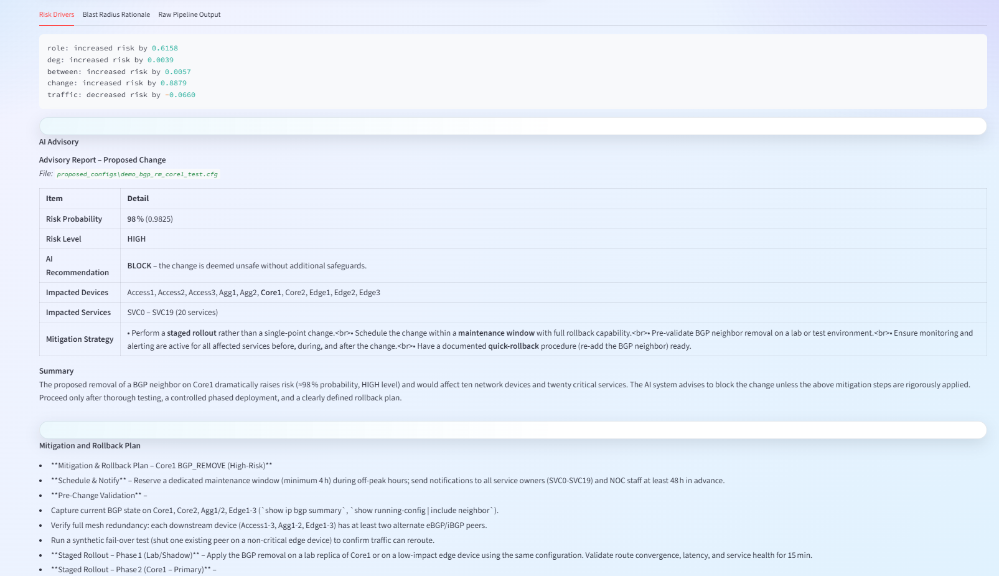 Risk Drivers Blast Radius Rationale Raw Pipeline Output
role: increased risk by 0.6158
deg: increased risk by 0.0039
between: increased risk by 0.0057
change: increased risk by 0.8879
traffic: decreased risk by -0.0660
AI Advisory
Advisory Report – Proposed Change
File: proposed_configs\demo_bgp_rm_core1_test.cfg
Item Detail
Risk Probability 98 % (0.9825)
Risk Level HIGH
AI
Recommendation BLOCK – the change is deemed unsafe without additional safeguards.
Impacted Devices Access1, Access2, Access3, Agg1, Agg2, Core1, Core2, Edge1, Edge2, Edge3
Impacted Services SVC0 – SVC19 (20 services)
Mitigation Strategy • Perform a staged rollout rather than a single-point change.<br>• Schedule the change within a maintenance window with full rollback capability.<br>• Pre-validate BGP neighbor removal on a lab or test environment.<br>• Ensure monitoring and
alerting are active for all affected services before, during, and after the change.<br>• Have a documented quick-rollback procedure (re-add the BGP neighbor) ready.
Summary
The proposed removal of a BGP neighbor on Core1 dramatically raises risk (≈98 % probability, HIGH level) and would affect ten network devices and twenty critical services. The AI system advises to block the change unless the above mitigation steps are rigorously applied.
Proceed only after thorough testing, a controlled phased deployment, and a clearly defined rollback plan.
Mitigation and Rollback Plan
• **Mitigation & Rollback Plan – Core1 BGP_REMOVE (High-Risk)**
• **Schedule & Notify** – Reserve a dedicated maintenance window (minimum 4 h) during off-peak hours; send notifications to all service owners (SVC0-SVC19) and NOC staff at least 48 h in advance.
• **Pre-Change Validation** –
• Capture current BGP state on Core1, Core2, Agg1/2, Edge1-3 (`show ip bgp summary`, `show running-config | include neighbor`).
• Verify full mesh redundancy: each downstream device (Access1-3, Agg1-2, Edge1-3) has at least two alternate eBGP/iBGP peers.
• Run a synthetic fail-over test (shut one existing peer on a non-critical edge device) to confirm traffic can reroute.
• **Staged Rollout – Phase 1 (Lab/Shadow)** – Apply the BGP removal on a lab replica of Core1 or on a low-impact edge device using the same configuration. Validate route convergence, latency, and service health for 15 min.
• **Staged Rollout – Phase 2 (Core1 – Primary)** –